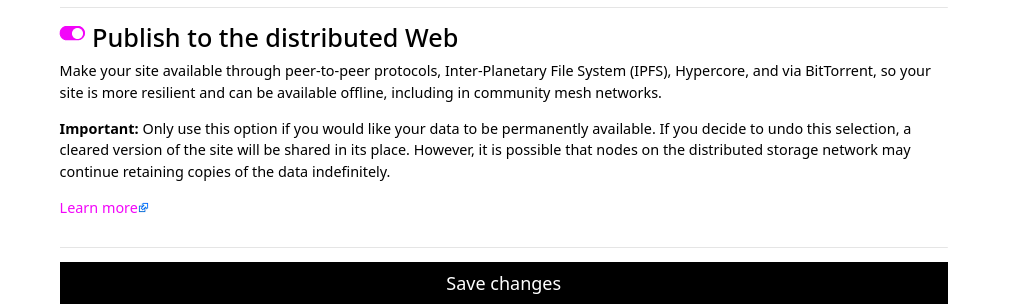 Publish to the distributed Web
Make your site available through peer-to-peer protocols, Inter-Planetary File System (IPFS), Hypercore, and via BitTorrent, so your
site is more resilient and can be available offline, including in community mesh networks.
Important: Only use this option if you would like your data to be permanently available. If you decide to undo this selection, a
cleared version of the site will be shared in its place. However, it is possible that nodes on the distributed storage network may
continue retaining copies of the data indefinitely.
Learn more
Save changes